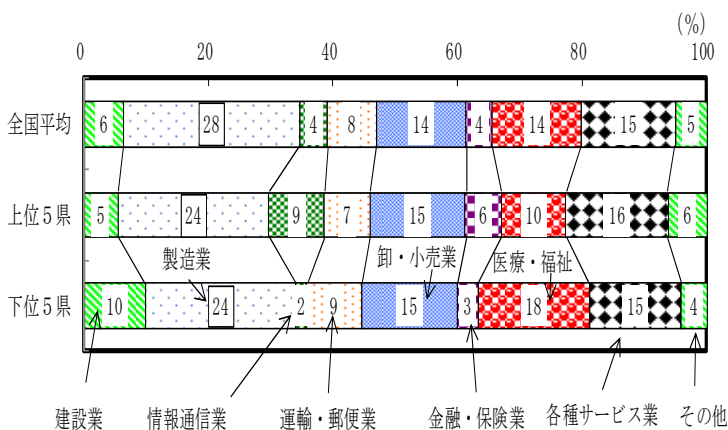 (%)
0 20 40 60 80 100
全国平均 6 28 4 8 14 4 14 15 5
上位5県 5 24 9 7 15 6 10 16 6
製造業 卸・小売業 医療・福祉
下位5県 10 24 2 9 15 3 18 15 4
建設業 情報通信業 運輸・郵便業 金融・保険業 各種サービス業 その他